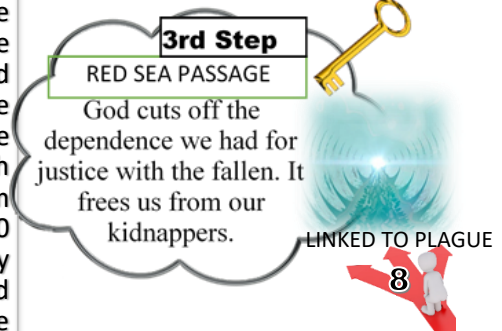 3rd Step
RED SEA PASSAGE
God cuts off the
dependence we had for
justice with the fallen. It
frees us from our
kidnappers.
LINKED TO PLAGUE
8